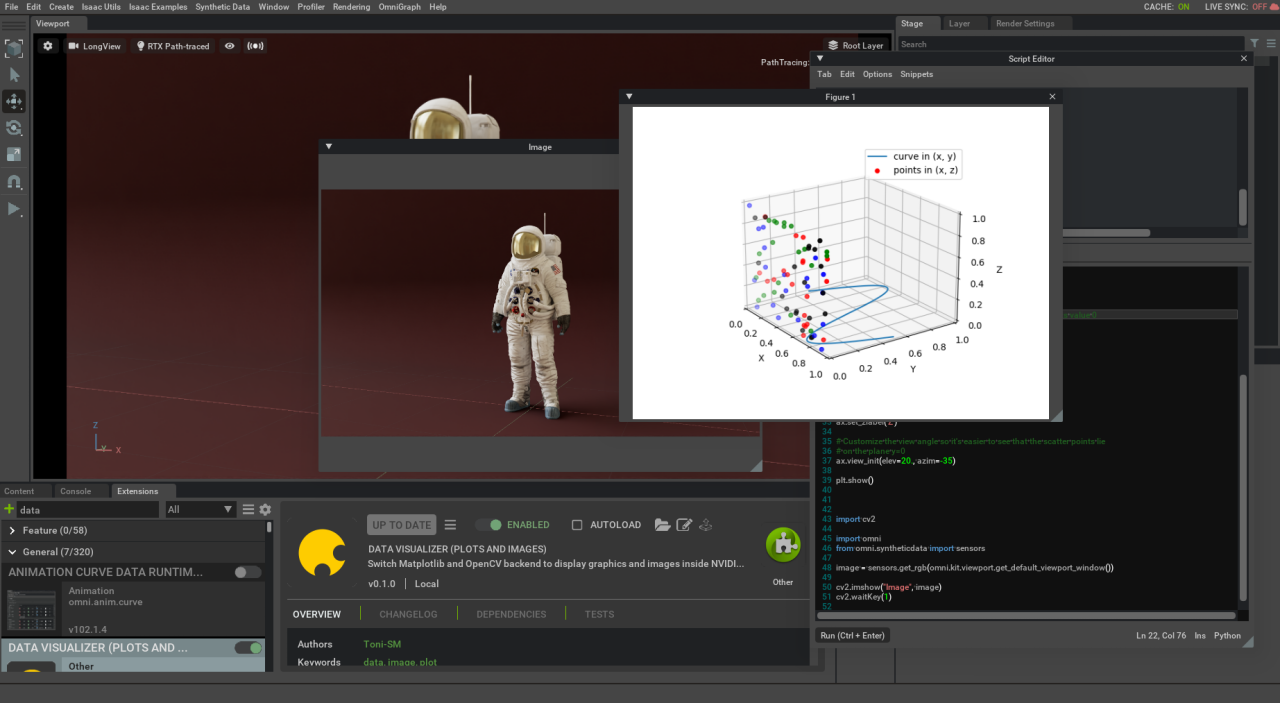 File Edit Create Isaac Utils Isaac Examples Synthetic Data Window Profiler Rendering OmniGraph Help
CACHE: ON LIVE SYNC: OFF
Viewport
Stage Layer Render Settings
LongView RTX Path-traced
Root Layer
Search
PathTracing:
Script Editor
Tab Edit Options Snippets
Figure 1
Image
curve in (x, y)
points in (x, z)
1.0
0.8
0.6
Z
0.4
0.2
0.0
0.0
0.2
0.4
0.6
0.8
1.0
X
0.0
0.2
0.4
0.6
0.8
1.0
Y
Z
Y X
value 0
33 ax.set_zlabel('Z')
34
35 # Customize the view angle so it's easier to see that the scatter points lie
36 # on the plane y=0
37 ax.view_init(elev=20., azim=-35)
38
39 plt.show()
40
41
42
43 import cv2
44
45 import omni
46 from omni.syntheticdata import sensors
47
48 image = sensors.get_rgb(omni.kit.viewport.get_default_viewport_window())
49
50 cv2.imshow("Image", image)
51 cv2.waitKey(1)
52
Run (Ctrl + Enter)
Ln 22, Col 76 Ins Python
Content Console Extensions
data
All
Feature (0/58)
General (7/320)
ANIMATION CURVE DATA RUNTIM...
Animation
omni.anim.curve
v102.1.4
DATA VISUALIZER (PLOTS AND ...
Other
UP TO DATE ENABLED AUTOLOAD
DATA VISUALIZER (PLOTS AND IMAGES)
Switch Matplotlib and OpenCV backend to display graphics and images inside NVIDI...
v0.1.0 Local
Other
OVERVIEW CHANGELOG DEPENDENCIES TESTS
Authors Toni-SM
Keywords data, image, plot